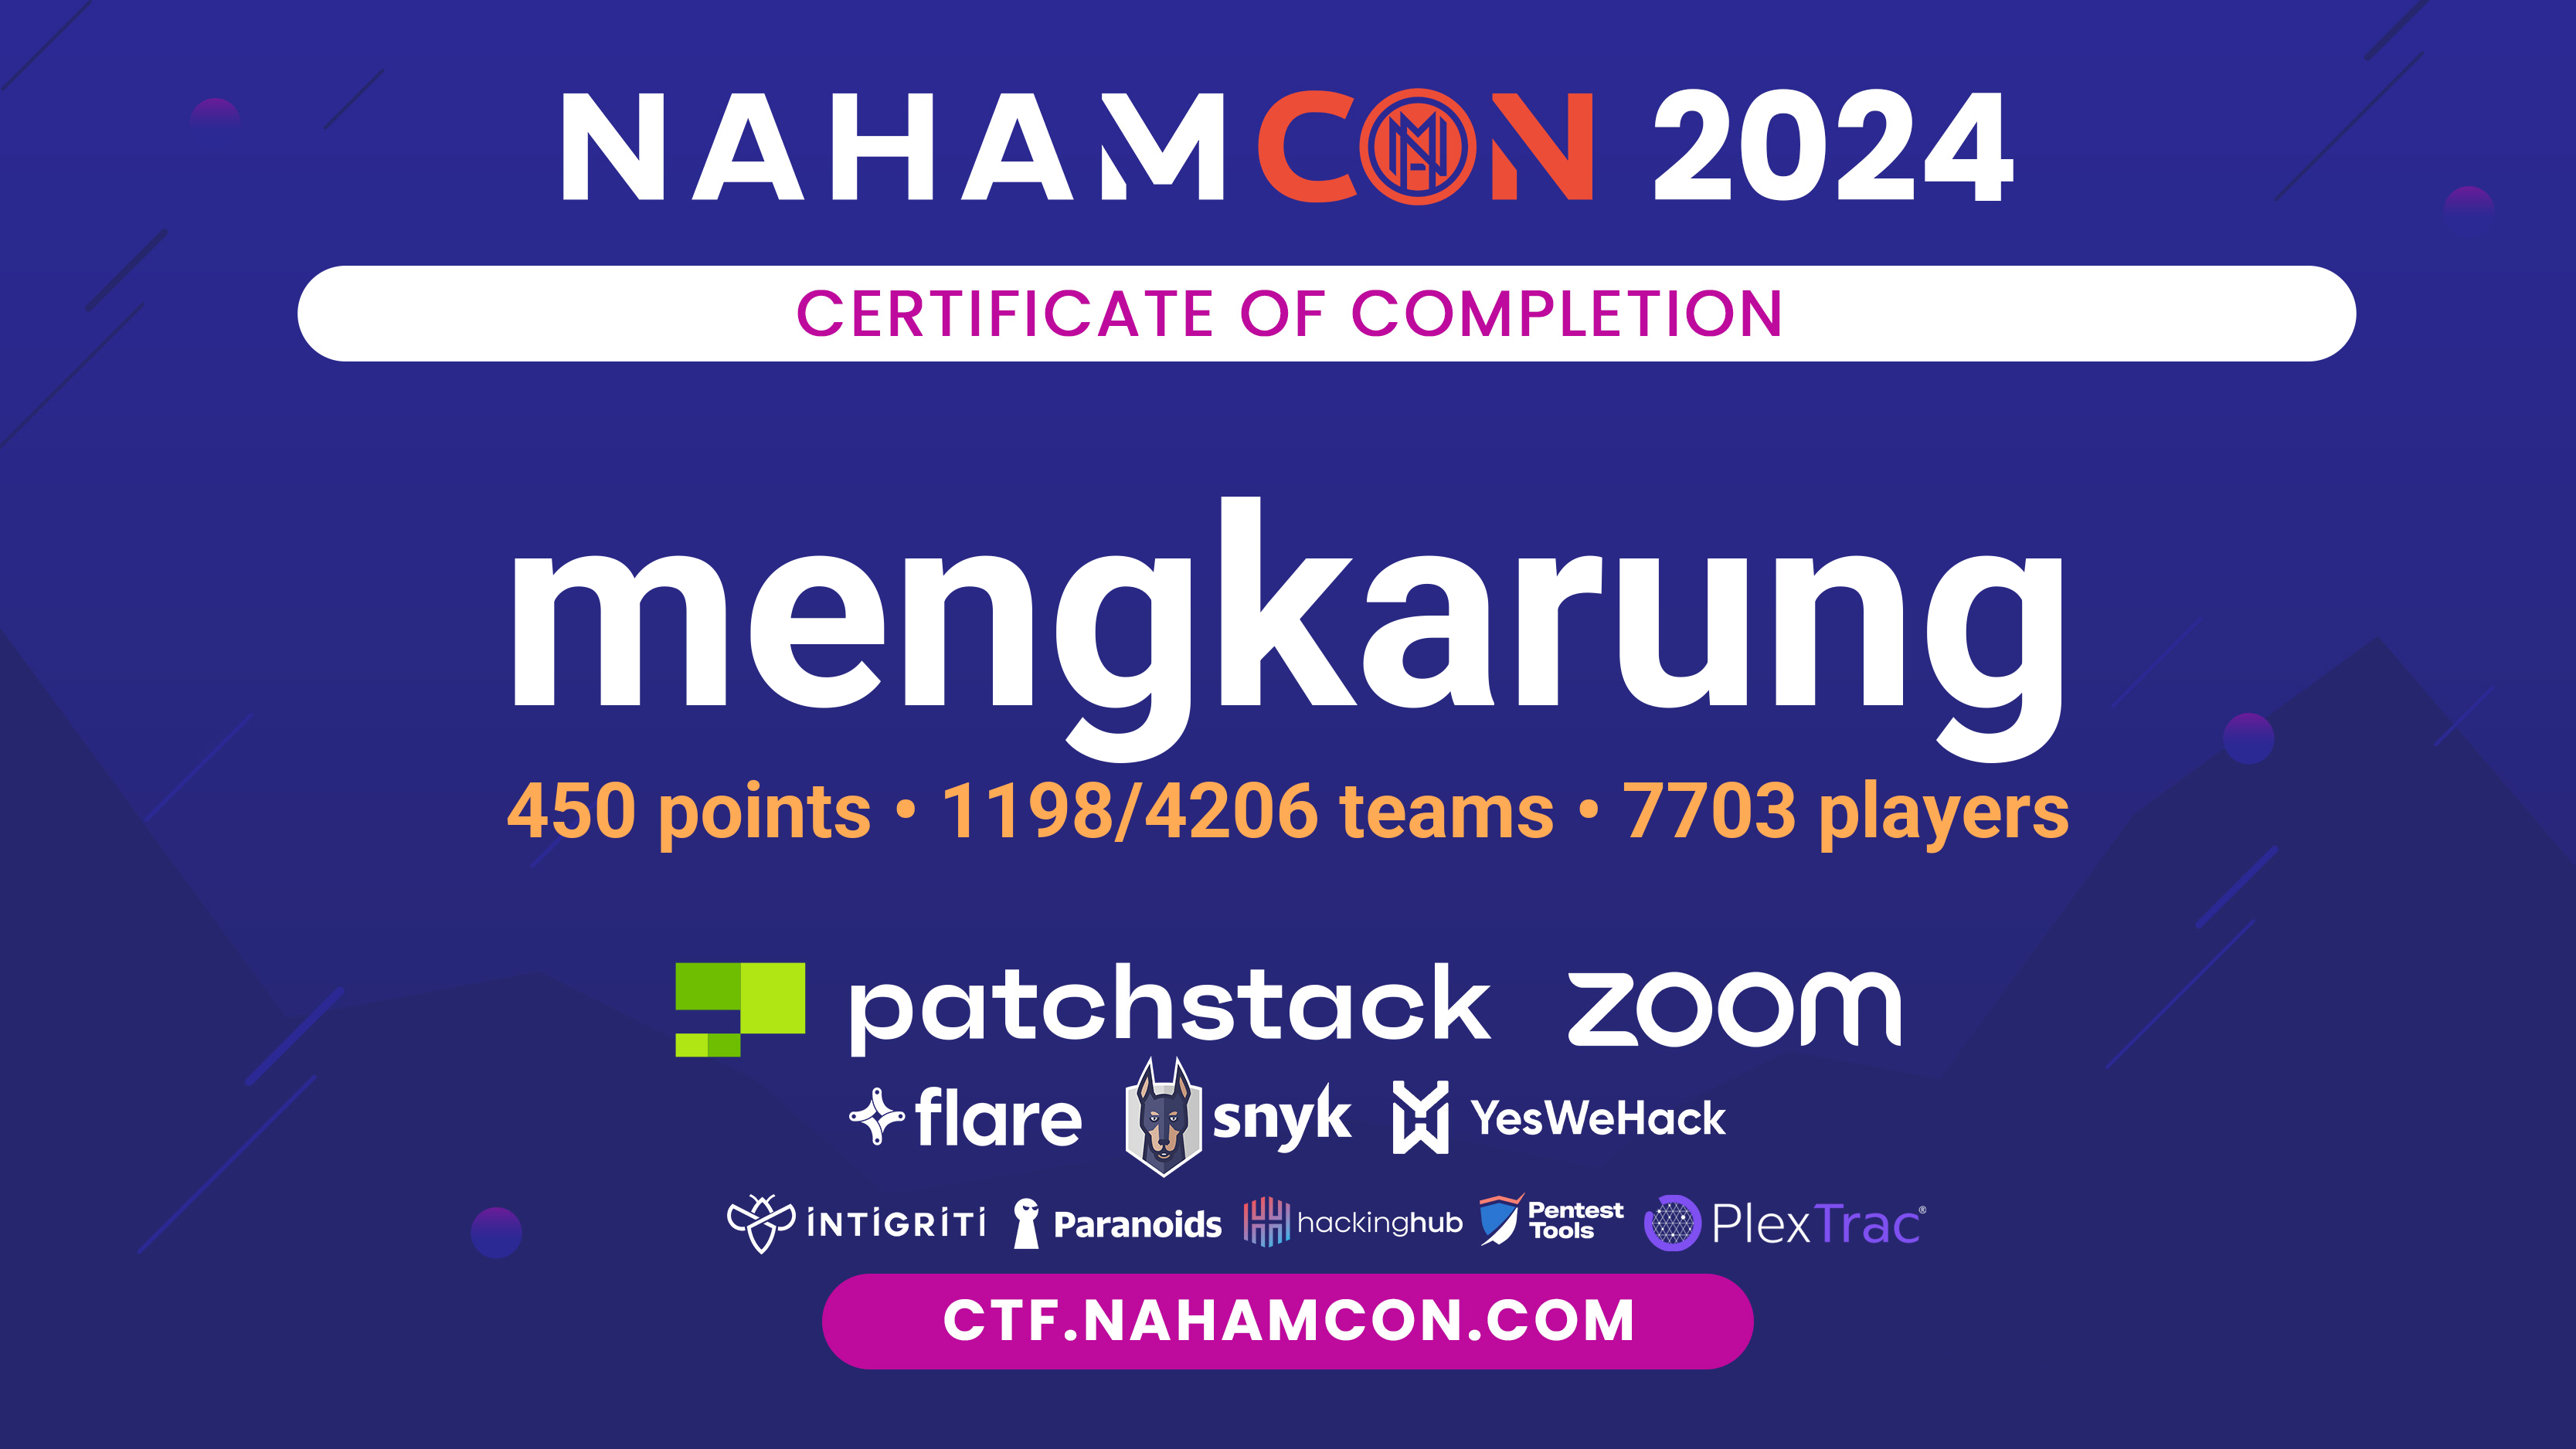 NAHAMCON 2024
CERTIFICATE OF COMPLETION
mengkarung
450 points • 1198/4206 teams • 7703 players
patchstack zoom
flare snyk YesWeHack
INTIGRITI Paranoids hackinghub Pentest Tools PlexTrac®
CTF.NAHAMCON.COM